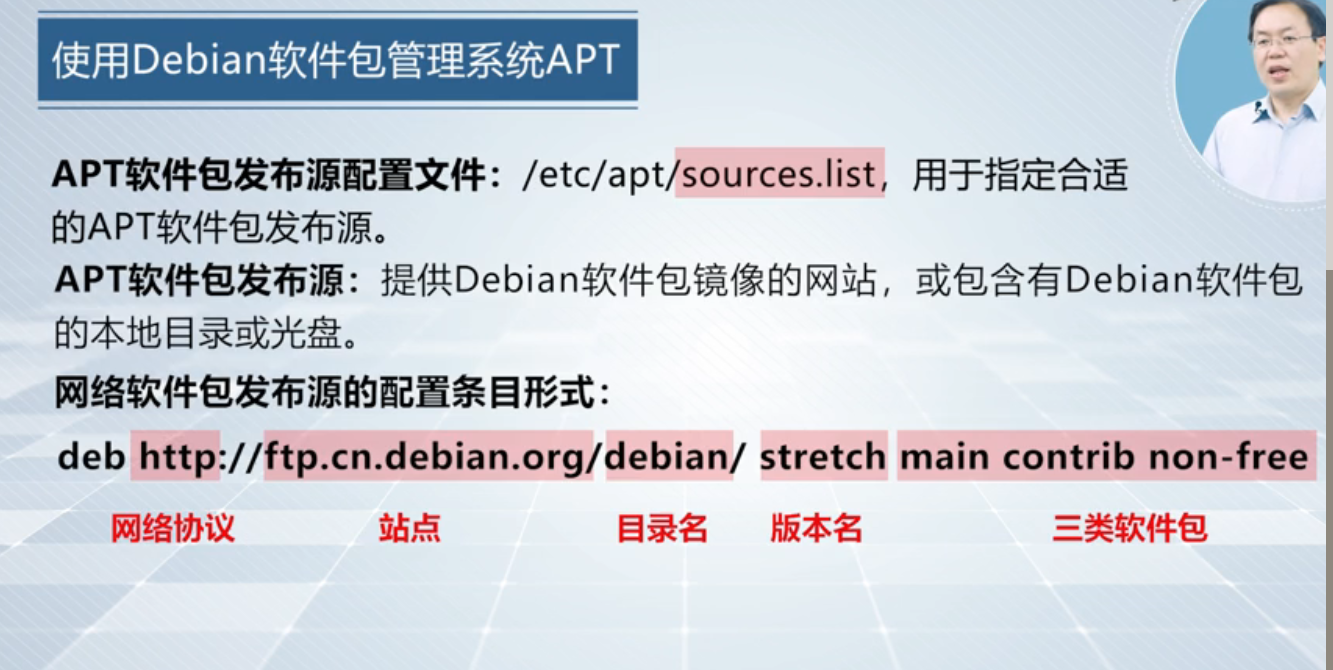 使用Debian软件包管理系统APT
APT软件包发布源配置文件：/etc/apt/sources.list，用于指定合适
的APT软件包发布源。
APT软件包发布源：提供Debian软件包镜像的网站，或包含有Debian软件包
的本地目录或光盘。
网络软件包发布源的配置条目形式：
deb http://ftp.cn.debian.org/debian/ stretch main contrib non-free
网络协议 站点 目录名 版本名 三类软件包